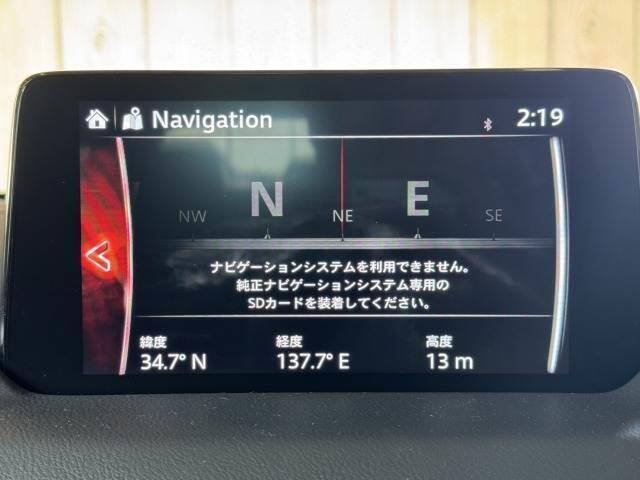 Navigation
2:19
NW N NE E SE
ナビゲーションシステムを利用できません。
純正ナビゲーションシステム専用の
SDカードを装着してください。
緯度 経度 高度
34.7° N 137.7° E 13 m